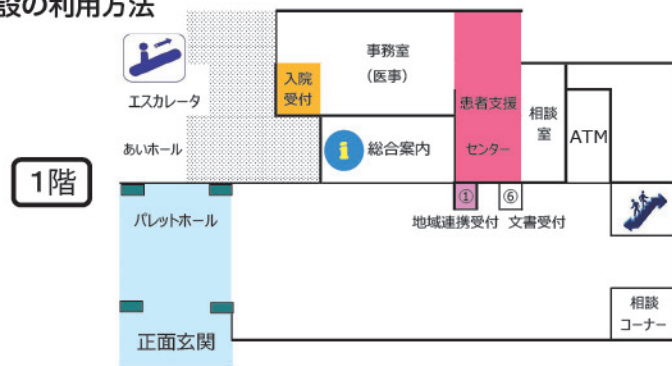 設の利用方法
事務室
（医事）
入院
受付
エスカレータ
患者支援
センター
相談
室
ATM
あいホール
i
総合案内
1階
①
⑥
パレットホール
地域連携受付
文書受付
相談
コーナー
正面玄関